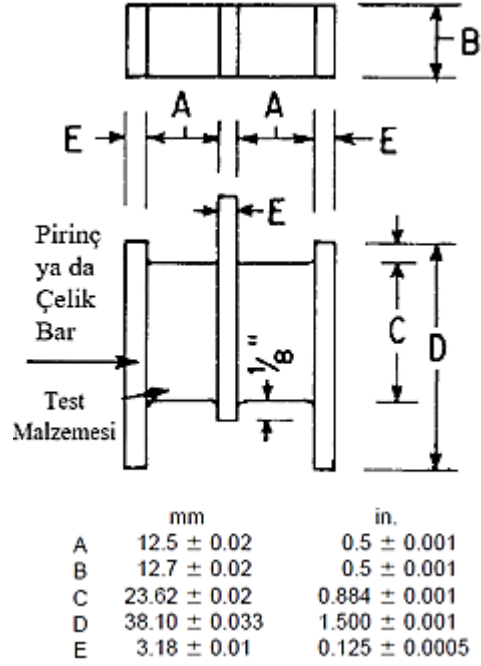 B
A A
E E
E
Pirinç
ya da
Çelik
Bar
1/8"
C
D
Test
Malzemesi
mm in.
A 12.5 ± 0.02 0.5 ± 0.001
B 12.7 ± 0.02 0.5 ± 0.001
C 23.62 ± 0.02 0.884 ± 0.001
D 38.10 ± 0.033 1.500 ± 0.001
E 3.18 ± 0.01 0.125 ± 0.0005